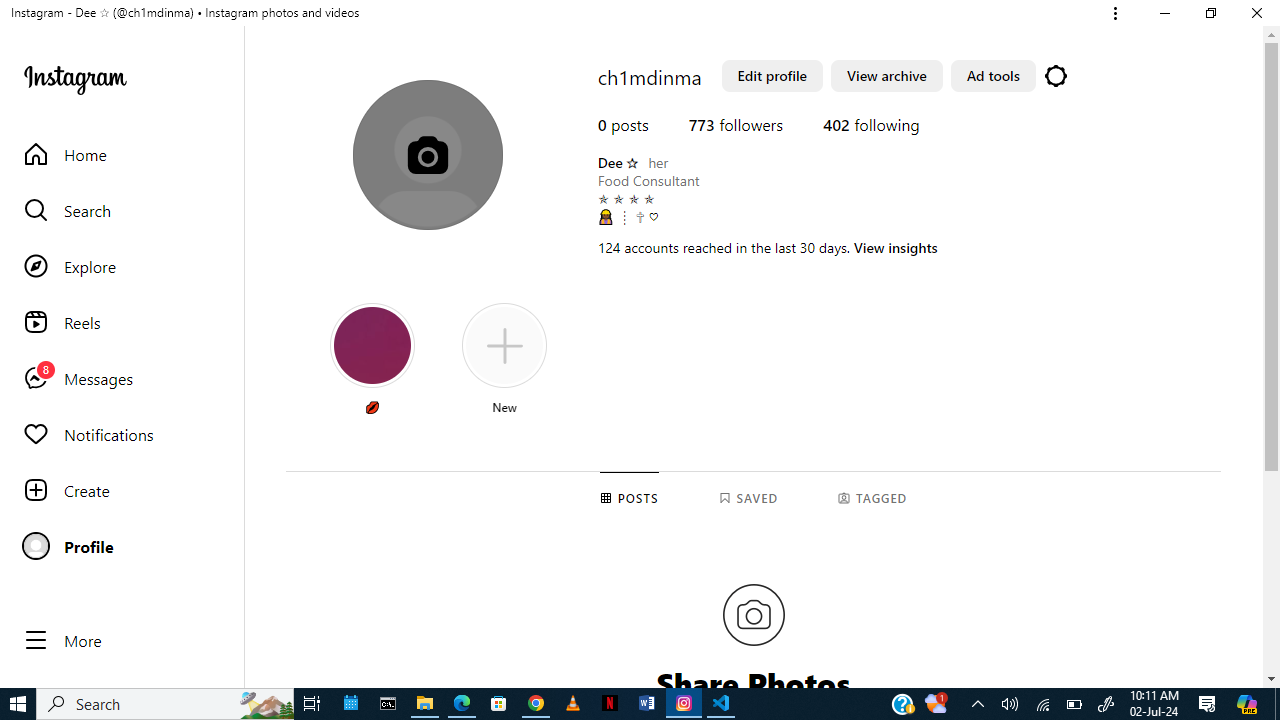 Instagram - Dee ☆ (@ch1mdinma) • Instagram photos and videos
Instagram
Home
Search
Explore
Reels
8
Messages
Notifications
Create
Profile
More
ch1mdinma
Edit profile
View archive
Ad tools
0 posts
773 followers
402 following
Dee ☆ her
Food Consultant
124 accounts reached in the last 30 days. View insights
New
POSTS
SAVED
TAGGED
Share Photos
Search
1
10:11 AM
02-Jul-24
PRE